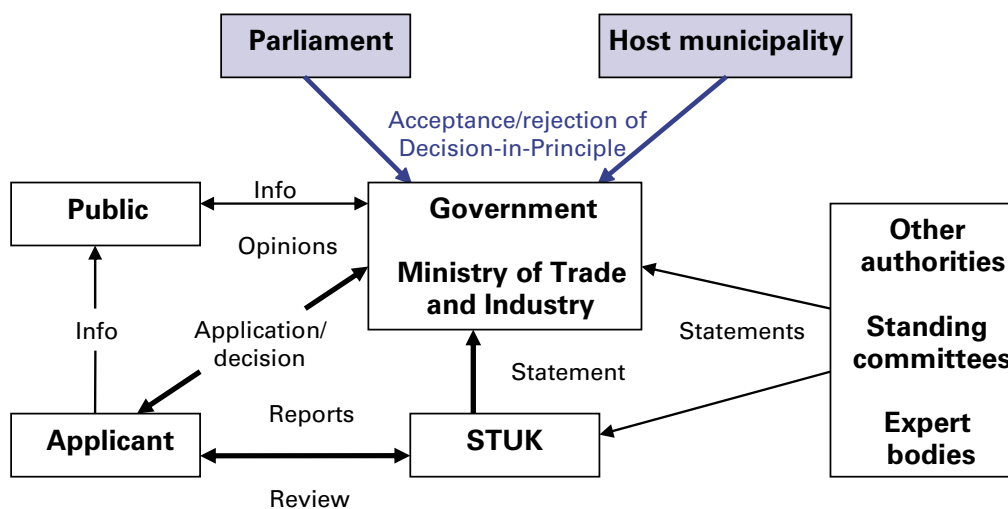 Parliament
Host municipality
Acceptance/rejection of
Decision-in-Principle
Public
Info
Opinions
Government
Ministry of Trade
and Industry
Other
authorities
Standing
committees
Expert
bodies
Info
Application/
decision
Statement
Statements
Applicant
Reports
Review
STUK